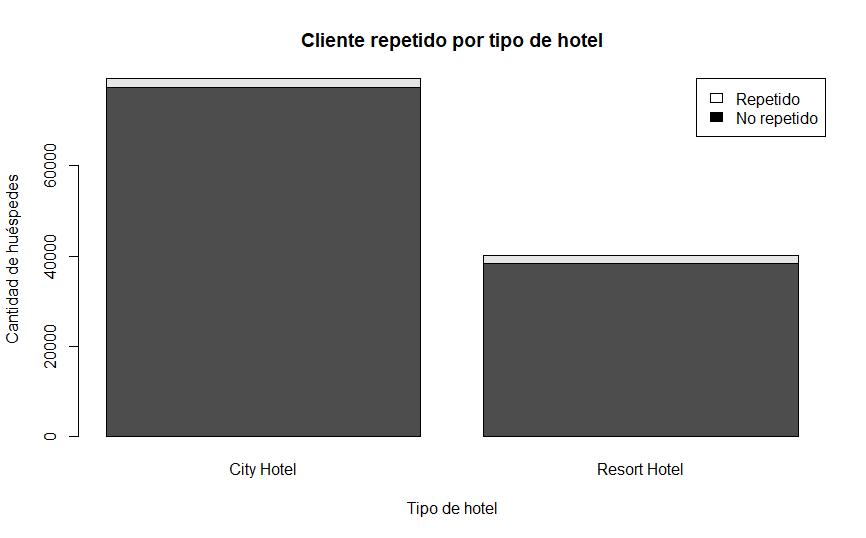 Cliente repetido por tipo de hotel
Repetido
No repetido
Cantidad de huéspedes
60000
40000
20000
0
City Hotel
Resort Hotel
Tipo de hotel